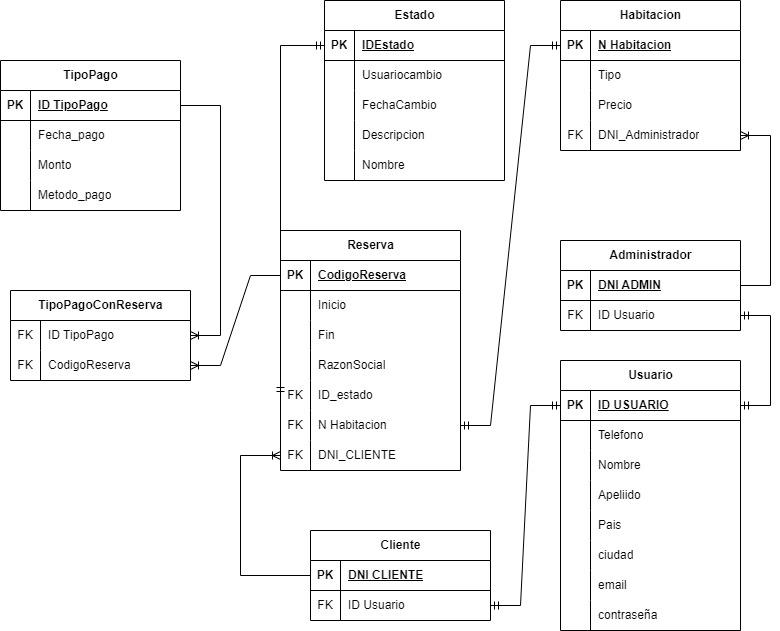 Estado
PK IDEstado
Usuariocambio
FechaCambio
Descripcion
Nombre
Habitacion
PK N Habitacion
Tipo
Precio
FK DNI_Administrador
TipoPago
PK ID TipoPago
Fecha_pago
Monto
Metodo_pago
Reserva
PK CodigoReserva
Inicio
Fin
RazonSocial
FK ID_estado
FK N Habitacion
FK DNI_CLIENTE
Administrador
PK DNI ADMIN
FK ID Usuario
TipoPagoConReserva
FK ID TipoPago
FK CodigoReserva
Usuario
PK ID USUARIO
Telefono
Nombre
Apeliido
Pais
ciudad
email
contraseña
Cliente
PK DNI CLIENTE
FK ID Usuario